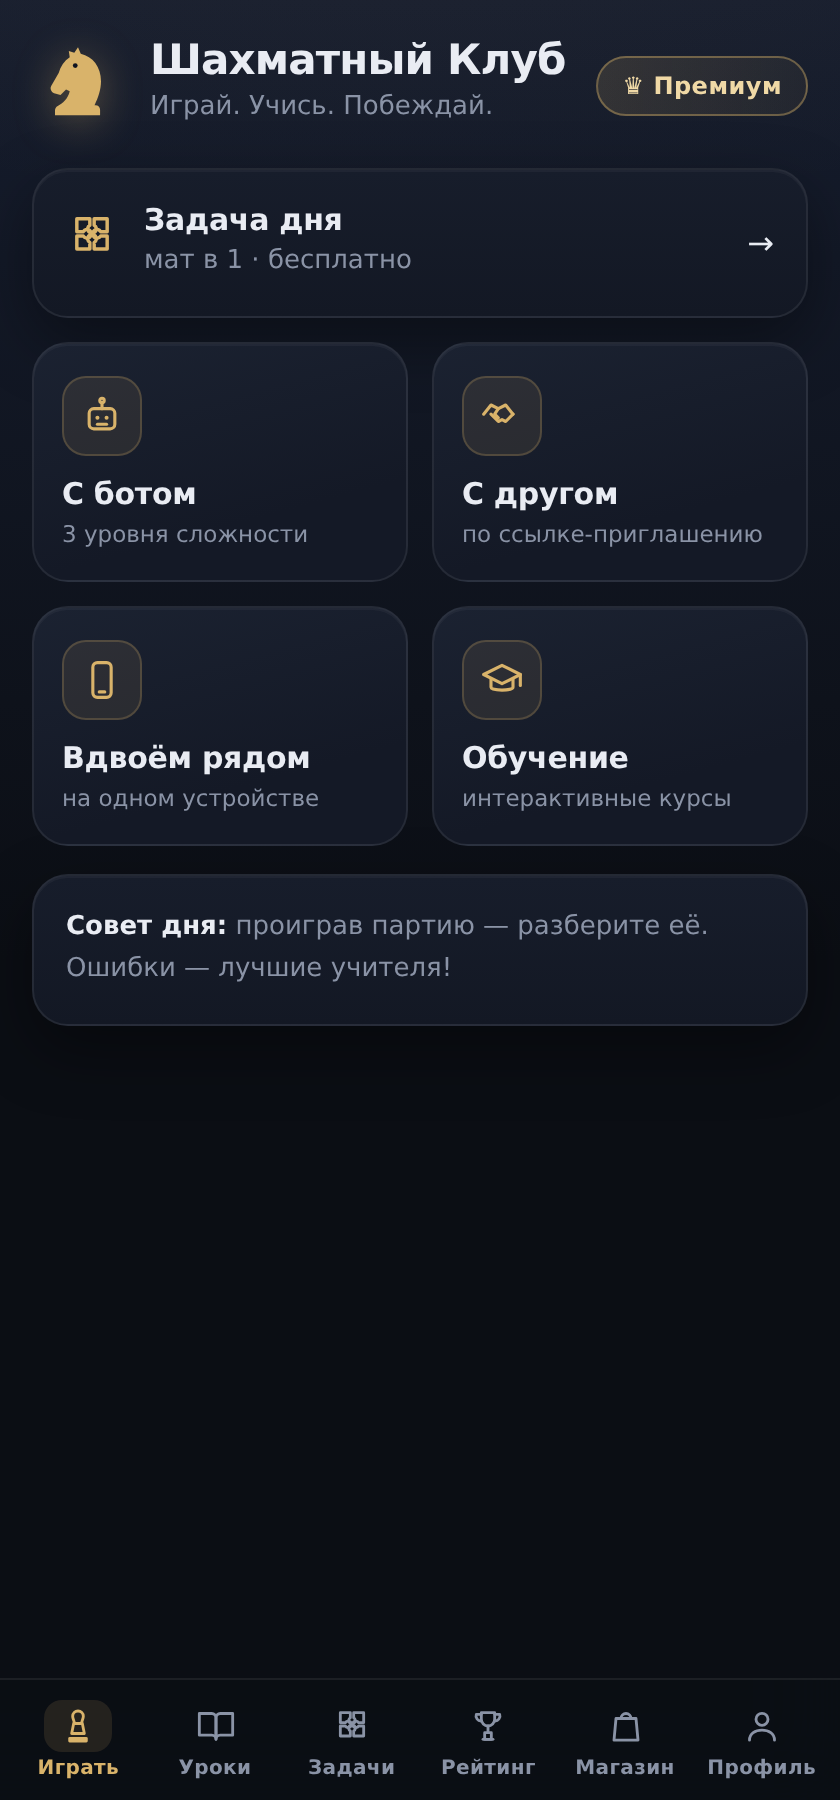 Шахматный Клуб
Играй. Учись. Побеждай.
♛ Премиум
Задача дня
мат в 1 · бесплатно
→
С ботом
3 уровня сложности
С другом
по ссылке-приглашению
Вдвоём рядом
на одном устройстве
Обучение
интерактивные курсы
Совет дня: проиграв партию — разберите её.
Ошибки — лучшие учителя!
Играть
Уроки
Задачи
Рейтинг
Магазин
Профиль